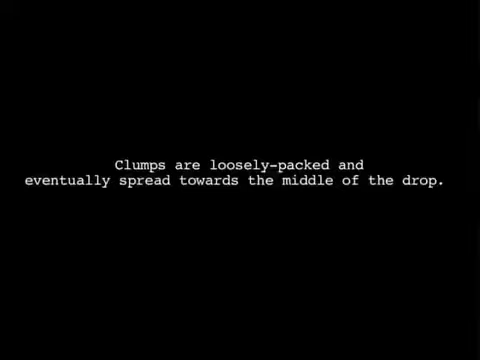 Clumps are loosely-packed and
eventually spread towards the middle of the drop.